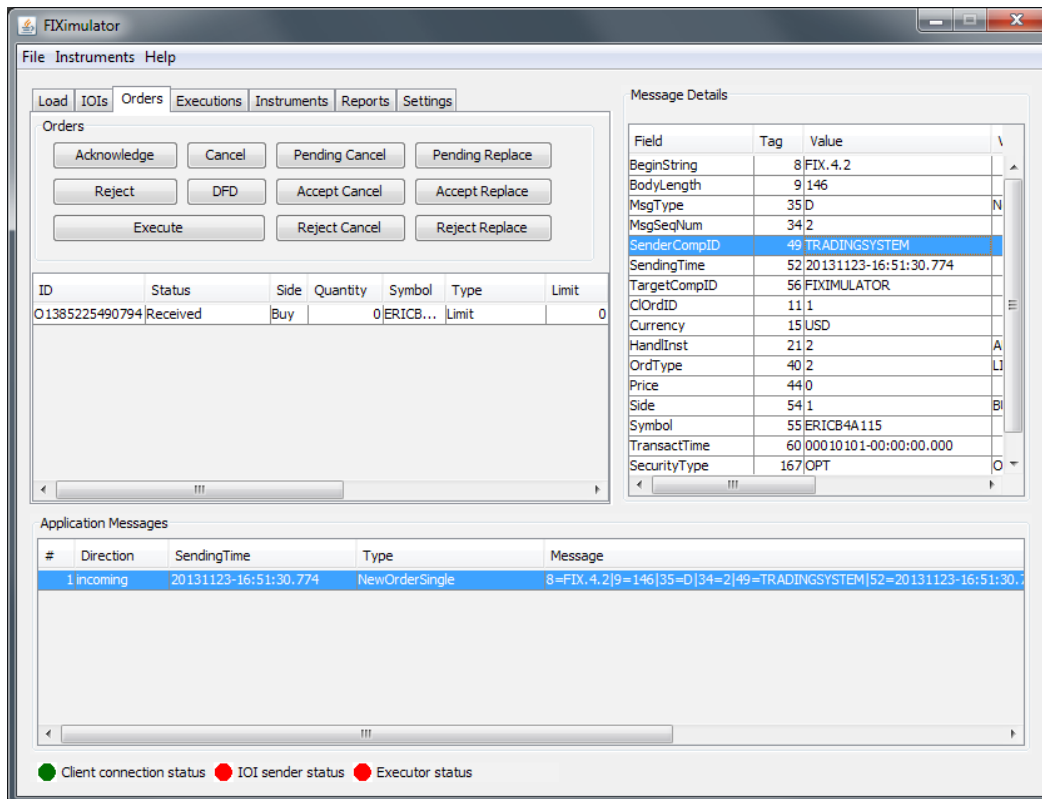 FIXimulator
File Instruments Help
Load IOIs Orders Executions Instruments Reports Settings
Orders
Acknowledge Cancel Pending Cancel Pending Replace
Reject DFD Accept Cancel Accept Replace
Execute Reject Cancel Reject Replace
ID Status Side Quantity Symbol Type Limit
O1385225490794 Received Buy 0 ERICB... Limit 0
Message Details
Field Tag Value
BeginString 8 FIX.4.2
BodyLength 9 146
MsgType 35 D N
MsgSeqNum 34 2
SenderCompID 49 TRADINGSYSTEM
SendingTime 52 20131123-16:51:30.774
TargetCompID 56 FIXIMULATOR
ClOrdID 11 1
Currency 15 USD
HandlInst 21 2 A
OrdType 40 2 LI
Price 44 0
Side 54 1 BU
Symbol 55 ERICB4A115
TransactTime 60 00010101-00:00:00.000
SecurityType 167 OPT O
Application Messages
# Direction SendingTime Type Message
1 incoming 20131123-16:51:30.774 NewOrderSingle 8=FIX.4.2|9=146|35=D|34=2|49=TRADINGSYSTEM|52=20131123-16:51:30.7
Client connection status IOI sender status Executor status